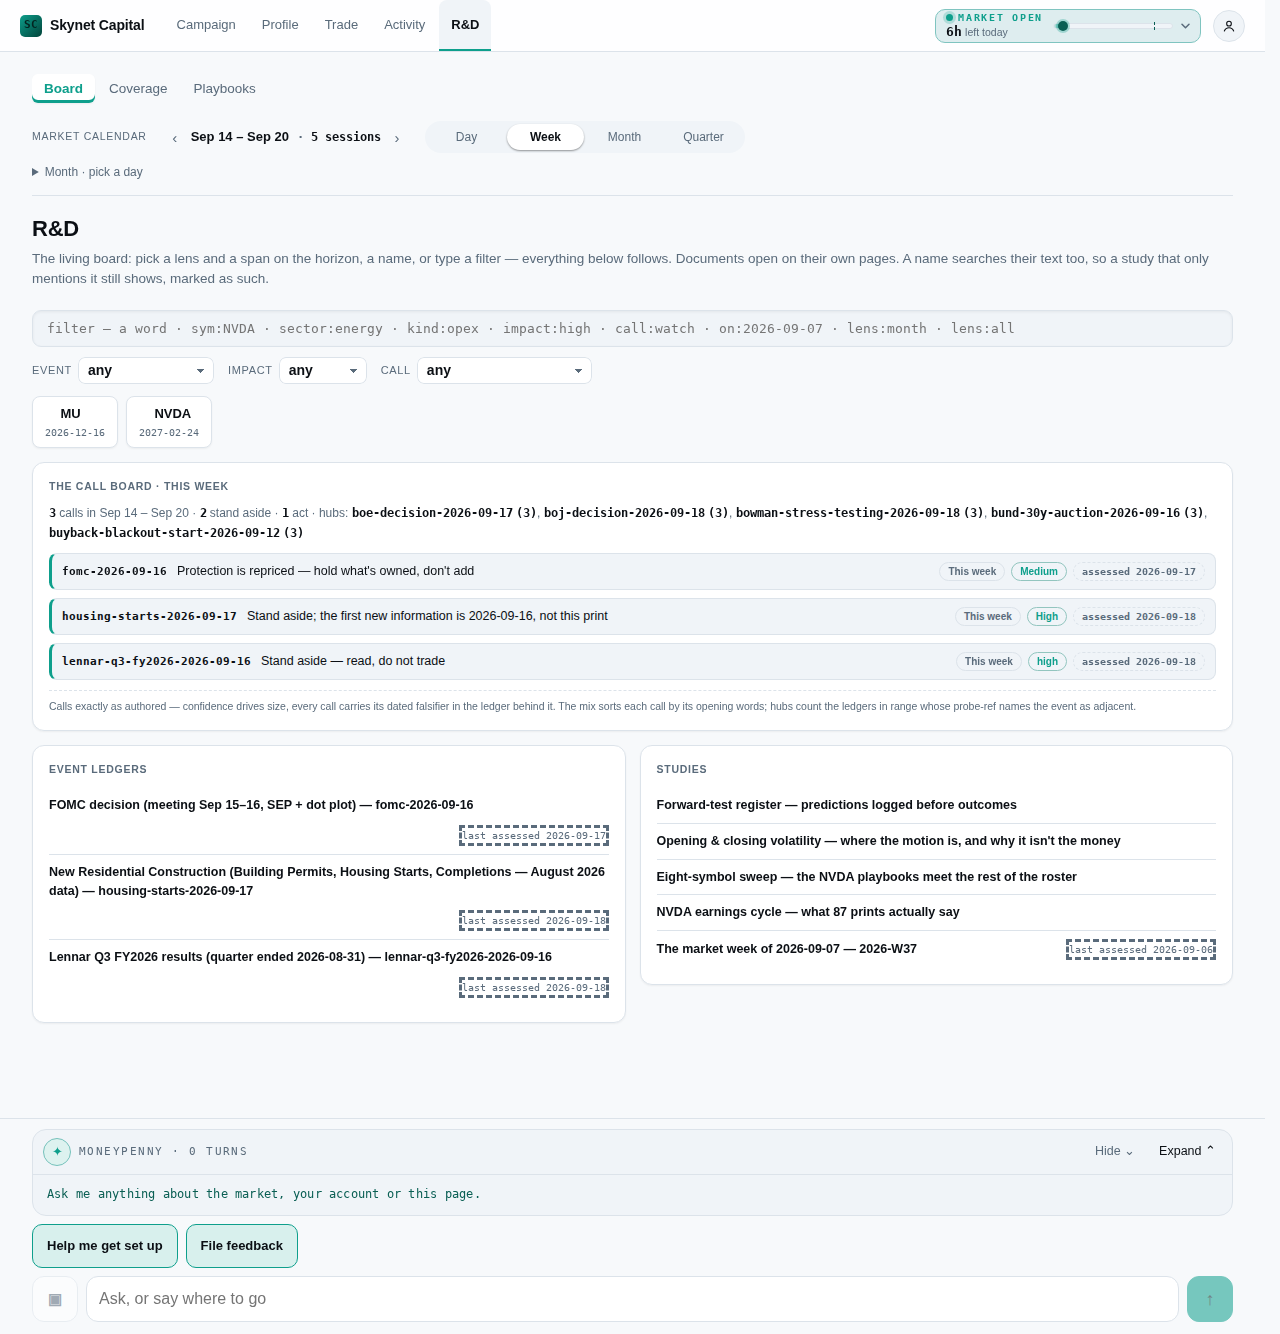 SC Skynet Capital Campaign Profile Trade Activity R&D MARKET OPEN
6h left today
Board Coverage Playbooks
MARKET CALENDAR ‹ Sep 14 – Sep 20 · 5 sessions › Day Week Month Quarter
▶ Month · pick a day
R&D
The living board: pick a lens and a span on the horizon, a name, or type a filter — everything below follows. Documents open on their own pages. A name searches their text too, so a study that only
mentions it still shows, marked as such.
filter — a word · sym:NVDA · sector:energy · kind:opex · impact:high · call:watch · on:2026-09-07 · lens:month · lens:all
EVENT any IMPACT any CALL any
MU NVDA
2026-12-16 2027-02-24
THE CALL BOARD · THIS WEEK
3 calls in Sep 14 – Sep 20 · 2 stand aside · 1 act · hubs: boe-decision-2026-09-17 (3), boj-decision-2026-09-18 (3), bowman-stress-testing-2026-09-18 (3), bund-30y-auction-2026-09-16 (3),
buyback-blackout-start-2026-09-12 (3)
fomc-2026-09-16 Protection is repriced — hold what's owned, don't add This week Medium assessed 2026-09-17
housing-starts-2026-09-17 Stand aside; the first new information is 2026-09-16, not this print This week High assessed 2026-09-18
lennar-q3-fy2026-2026-09-16 Stand aside — read, do not trade This week high assessed 2026-09-18
Calls exactly as authored — confidence drives size, every call carries its dated falsifier in the ledger behind it. The mix sorts each call by its opening words; hubs count the ledgers in range whose probe-ref names the event as adjacent.
EVENT LEDGERS
FOMC decision (meeting Sep 15–16, SEP + dot plot) — fomc-2026-09-16
last assessed 2026-09-17
New Residential Construction (Building Permits, Housing Starts, Completions — August 2026
data) — housing-starts-2026-09-17
last assessed 2026-09-18
Lennar Q3 FY2026 results (quarter ended 2026-08-31) — lennar-q3-fy2026-2026-09-16
last assessed 2026-09-18
STUDIES
Forward-test register — predictions logged before outcomes
Opening & closing volatility — where the motion is, and why it isn't the money
Eight-symbol sweep — the NVDA playbooks meet the rest of the roster
NVDA earnings cycle — what 87 prints actually say
The market week of 2026-09-07 — 2026-W37 last assessed 2026-09-06
MONEYPENNY · 0 TURNS Hide Expand
Ask me anything about the market, your account or this page.
Help me get set up File feedback
Ask, or say where to go ↑